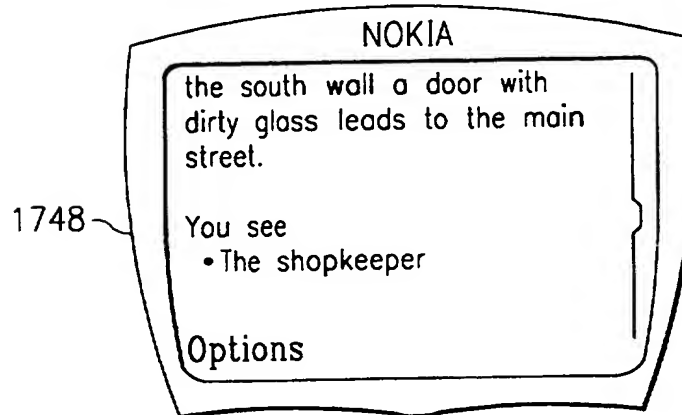 NOKIA
the south wall a door with
dirty glass leads to the main
street.
1748
You see
• The shopkeeper
Options